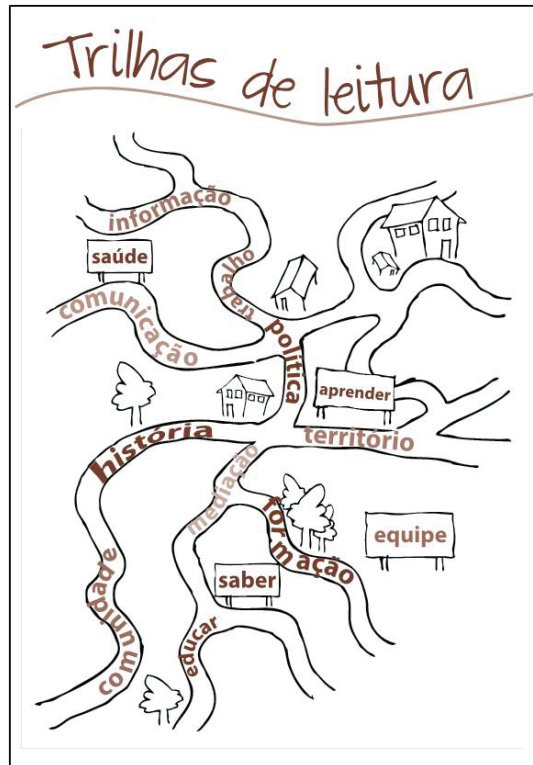 Trilhas de leitura
informação
saúde
trabalho
comunicação
política
aprender
história
território
mediação
formação
equipe
saber
comunidade
educar